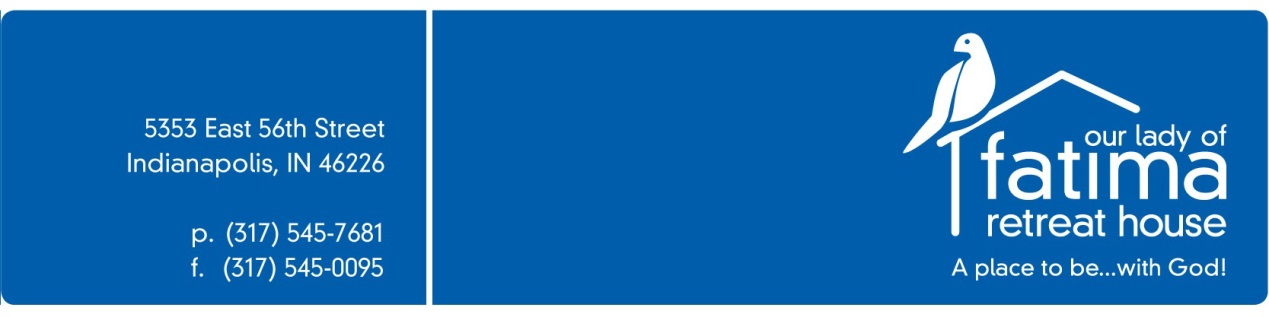 5353 East 56th Street
Indianapolis, IN 46226
p. (317) 545-7681
f. (317) 545-0095
our lady of
fatima
retreat house
A place to be...with God!